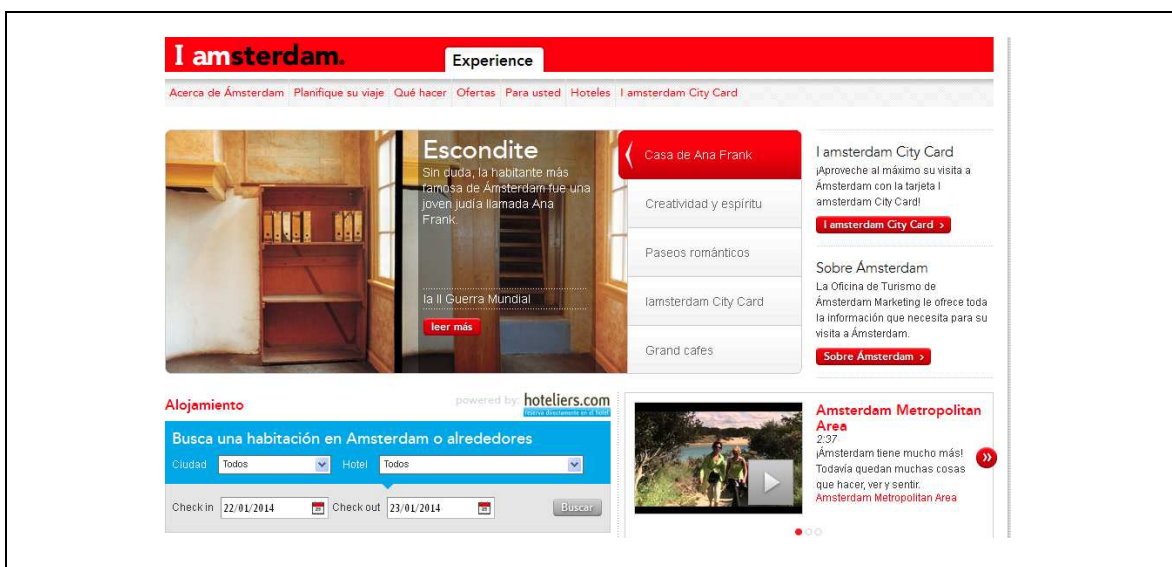 I amsterdam.
Experience
Acerca de Ámsterdam Planifique su viaje Qué hacer Ofertas Para usted Hoteles I amsterdam City Card
Escondite
Sin duda, la habitante más
famosa de Ámsterdam fue una
joven judía llamada Ana
Frank.
la II Guerra Mundial
leer más
Casa de Ana Frank
Creatividad y espíritu
Paseos románticos
Iamsterdam City Card
Grand cafes
I amsterdam City Card
¡Aproveche al máximo su visita a
Ámsterdam con la tarjeta I
amsterdam City Card!
I amsterdam City Card >
Sobre Ámsterdam
La Oficina de Turismo de
Ámsterdam Marketing le ofrece toda
la información que necesita para su
visita a Ámsterdam.
Sobre Ámsterdam >
Alojamiento
powered by: hoteliers.com
reserva directamente en el hotel
Busca una habitación en Amsterdam o alrededores
Ciudad Todos Hotel Todos
Check in 22/01/2014 Check out 23/01/2014 Buscar
Amsterdam Metropolitan
Area
2:37
¡Amsterdam tiene mucho más!
Todavía quedan muchas cosas
que hacer, ver y sentir.
Amsterdam Metropolitan Area